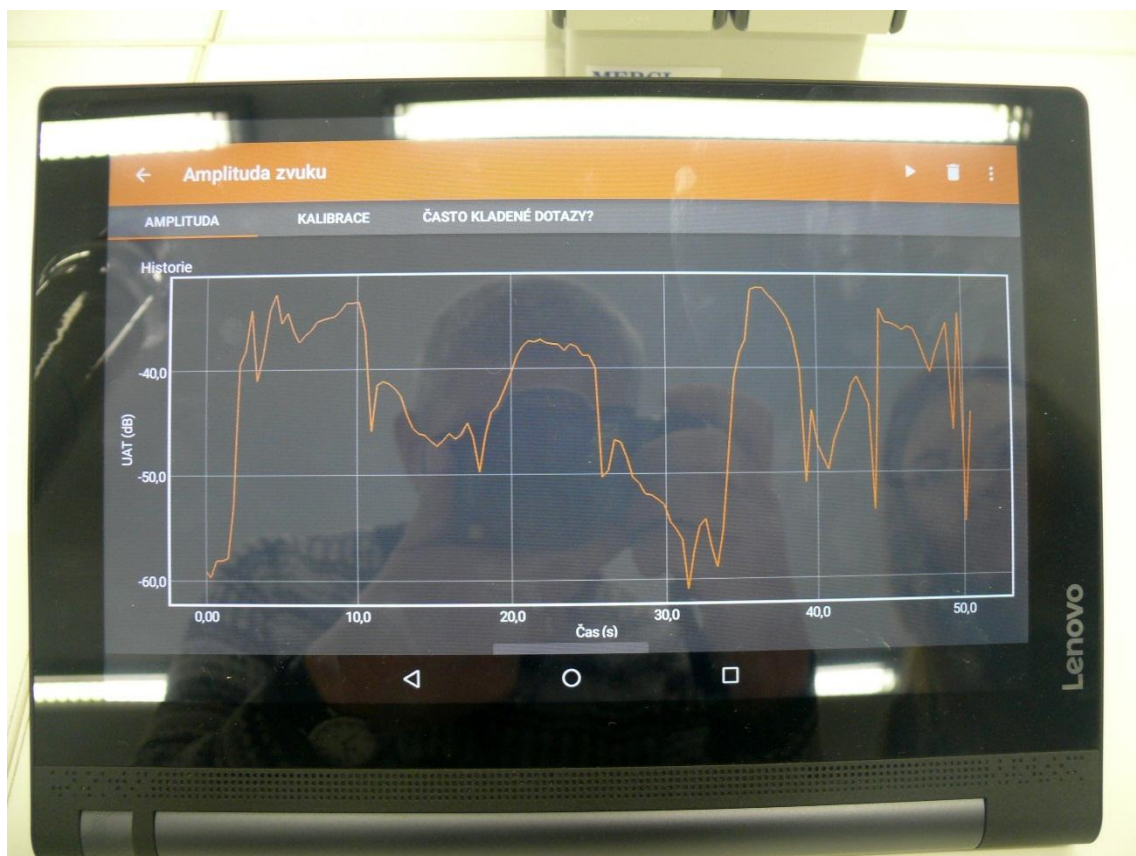 MERCI
Amplituda zvuku
AMPLITUDA KALIBRACE ČASTO KLADENÉ DOTAZY?
Historie
-40,0
-50,0
-60,0
UAT (dB)
0,00 10,0 20,0 30,0 40,0 50,0
Čas (s)
Lenovo